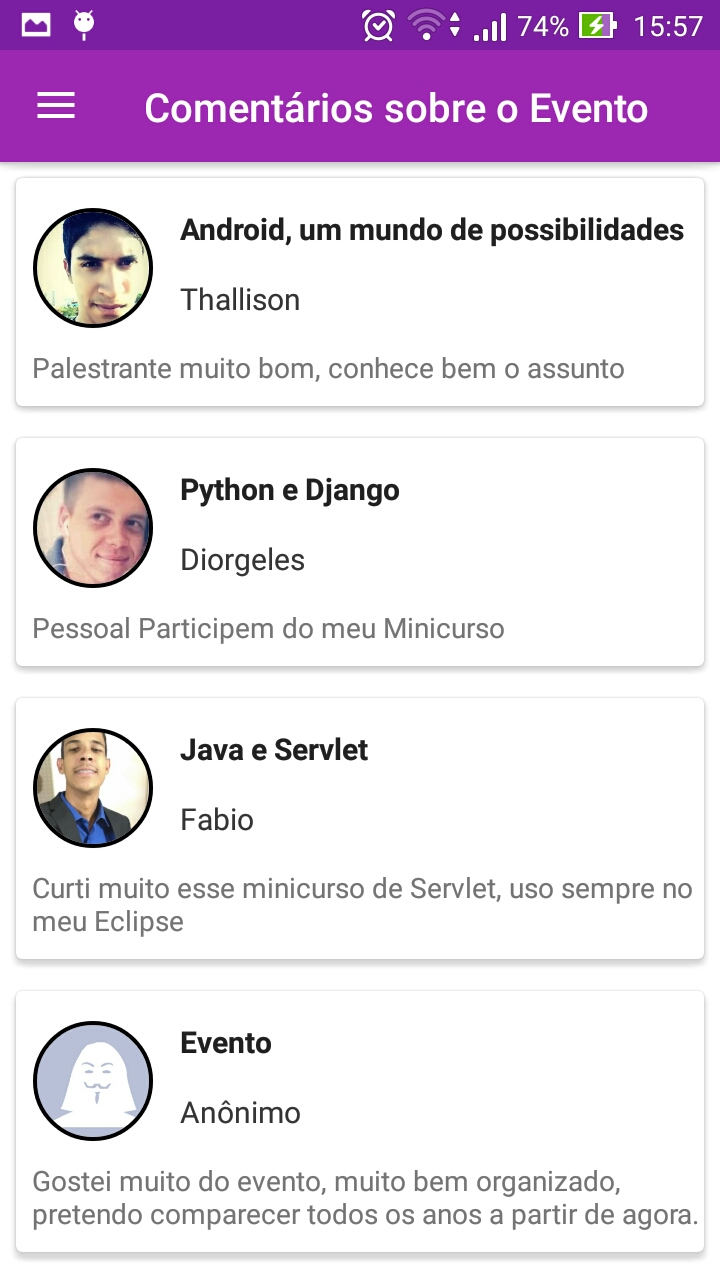 74% 15:57
Comentários sobre o Evento
Android, um mundo de possibilidades
Thallison
Palestrante muito bom, conhece bem o assunto
Python e Django
Diorgeles
Pessoal Participem do meu Minicurso
Java e Servlet
Fabio
Curti muito esse minicurso de Servlet, uso sempre no
meu Eclipse
Evento
Anônimo
Gostei muito do evento, muito bem organizado,
pretendo comparecer todos os anos a partir de agora.